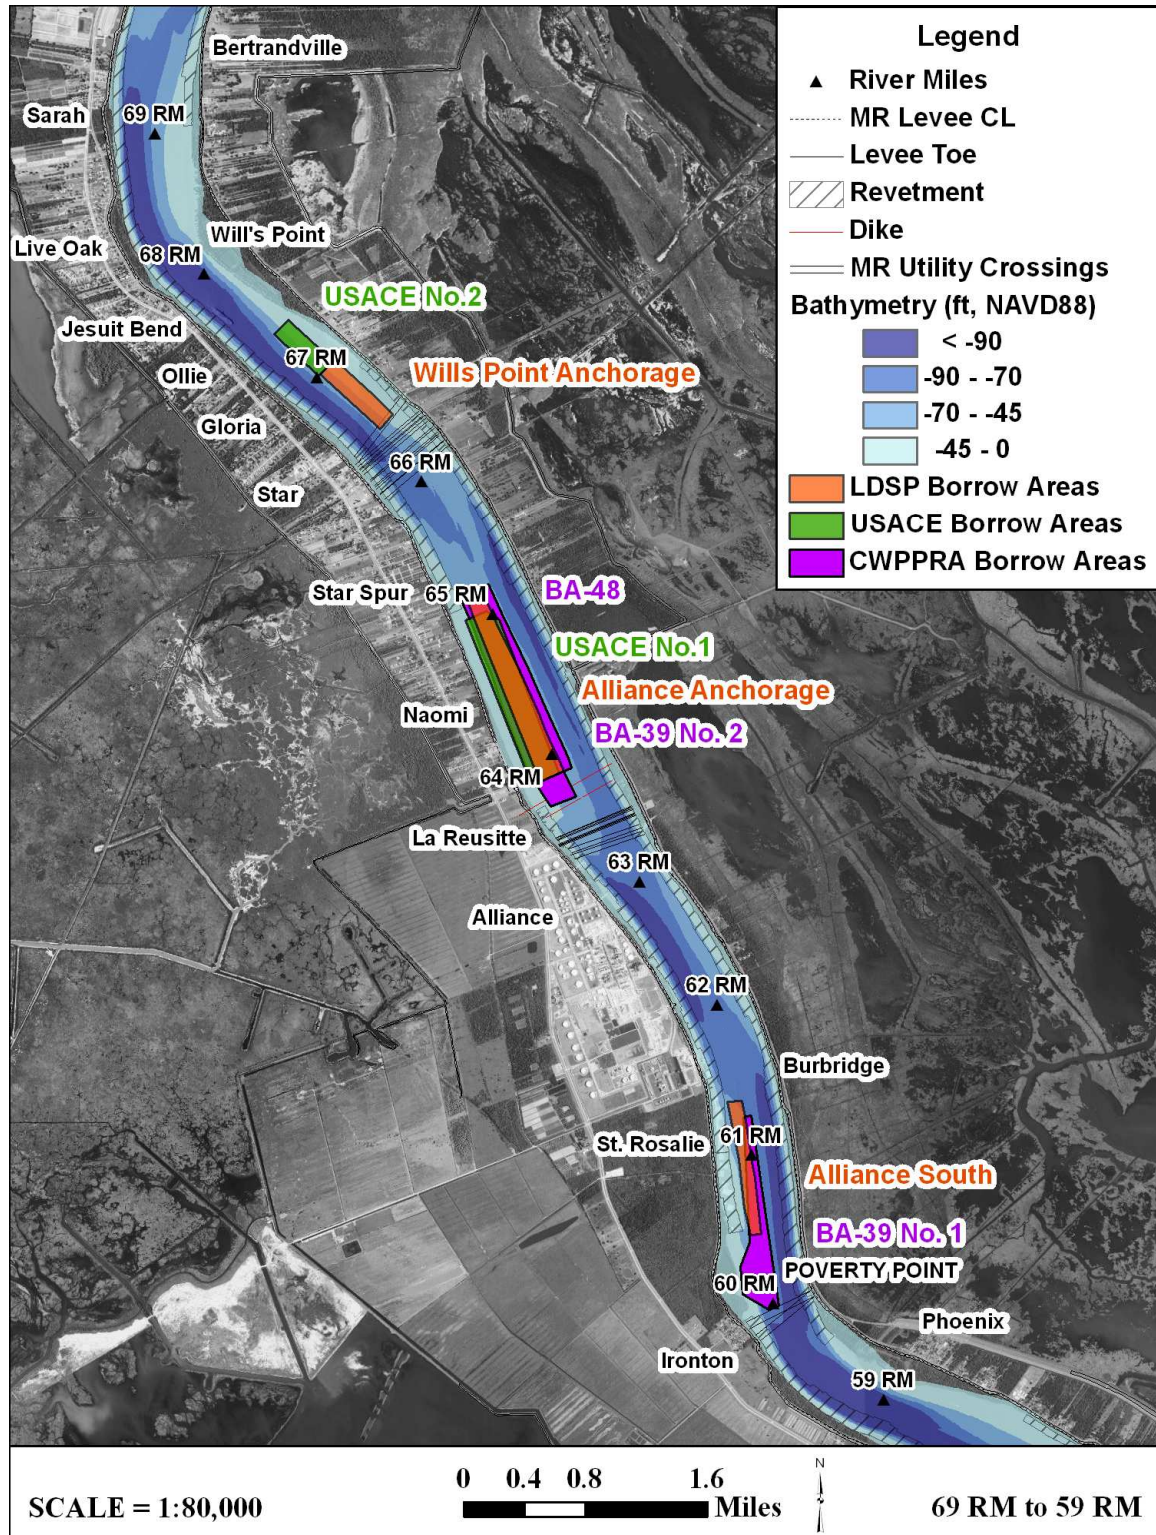 Legend
River Miles
MR Levee CL
Levee Toe
Revetment
Dike
MR Utility Crossings
Bathymetry (ft, NAVD88)
< -90
-90 - -70
-70 - -45
-45 - 0
LDSP Borrow Areas
USACE Borrow Areas
CWPPRA Borrow Areas
Bertrandville
69 RM
Sarah
Will's Point
Live Oak
68 RM
USACE No.2
Jesuit Bend
67 RM
Wills Point Anchorage
Ollie
Gloria
66 RM
Star
Star Spur
65 RM
BA-48
USACE No.1
Alliance Anchorage
Naomi
BA-39 No. 2
64 RM
La Reusitte
63 RM
Alliance
62 RM
Burbridge
61 RM
St. Rosalie
Alliance South
BA-39 No. 1
POVERTY POINT
60 RM
Phoenix
Ironton
59 RM
SCALE = 1:80,000
0 0.4 0.8 1.6
Miles
N
69 RM to 59 RM